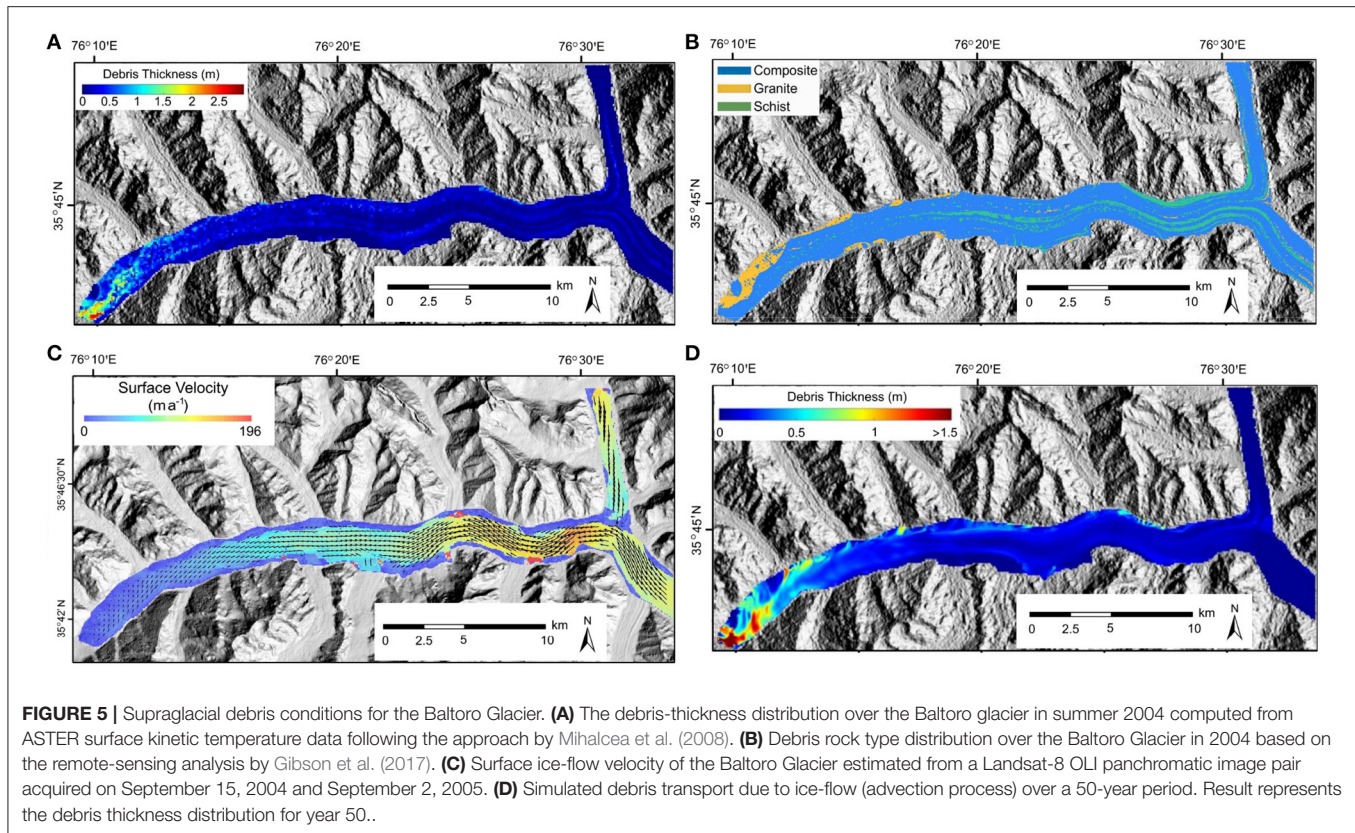 A
76°10'E 76°20'E 76°30'E
Debris Thickness (m)
0 0.5 1 1.5 2 2.5
35°45'N
km
0 2.5 5 10
N
B
76°10'E 76°20'E 76°30'E
Composite
Granite
Schist
35°45'N
km
0 2.5 5 10
N
C
76°10'E 76°20'E 76°30'E
Surface Velocity
(m a-1)
0 196
35°46'30"N
35°42'N
km
0 2.5 5 10
N
D
76°10'E 76°20'E 76°30'E
Debris Thickness (m)
0 0.5 1 >1.5
35°45'N
km
0 2.5 5 10
N
FIGURE 5 | Supraglacial debris conditions for the Baltoro Glacier. (A) The debris-thickness distribution over the Baltoro glacier in summer 2004 computed from
ASTER surface kinetic temperature data following the approach by Mihalcea et al. (2008). (B) Debris rock type distribution over the Baltoro Glacier in 2004 based on
the remote-sensing analysis by Gibson et al. (2017). (C) Surface ice-flow velocity of the Baltoro Glacier estimated from a Landsat-8 OLI panchromatic image pair
acquired on September 15, 2004 and September 2, 2005. (D) Simulated debris transport due to ice-flow (advection process) over a 50-year period. Result represents
the debris thickness distribution for year 50..